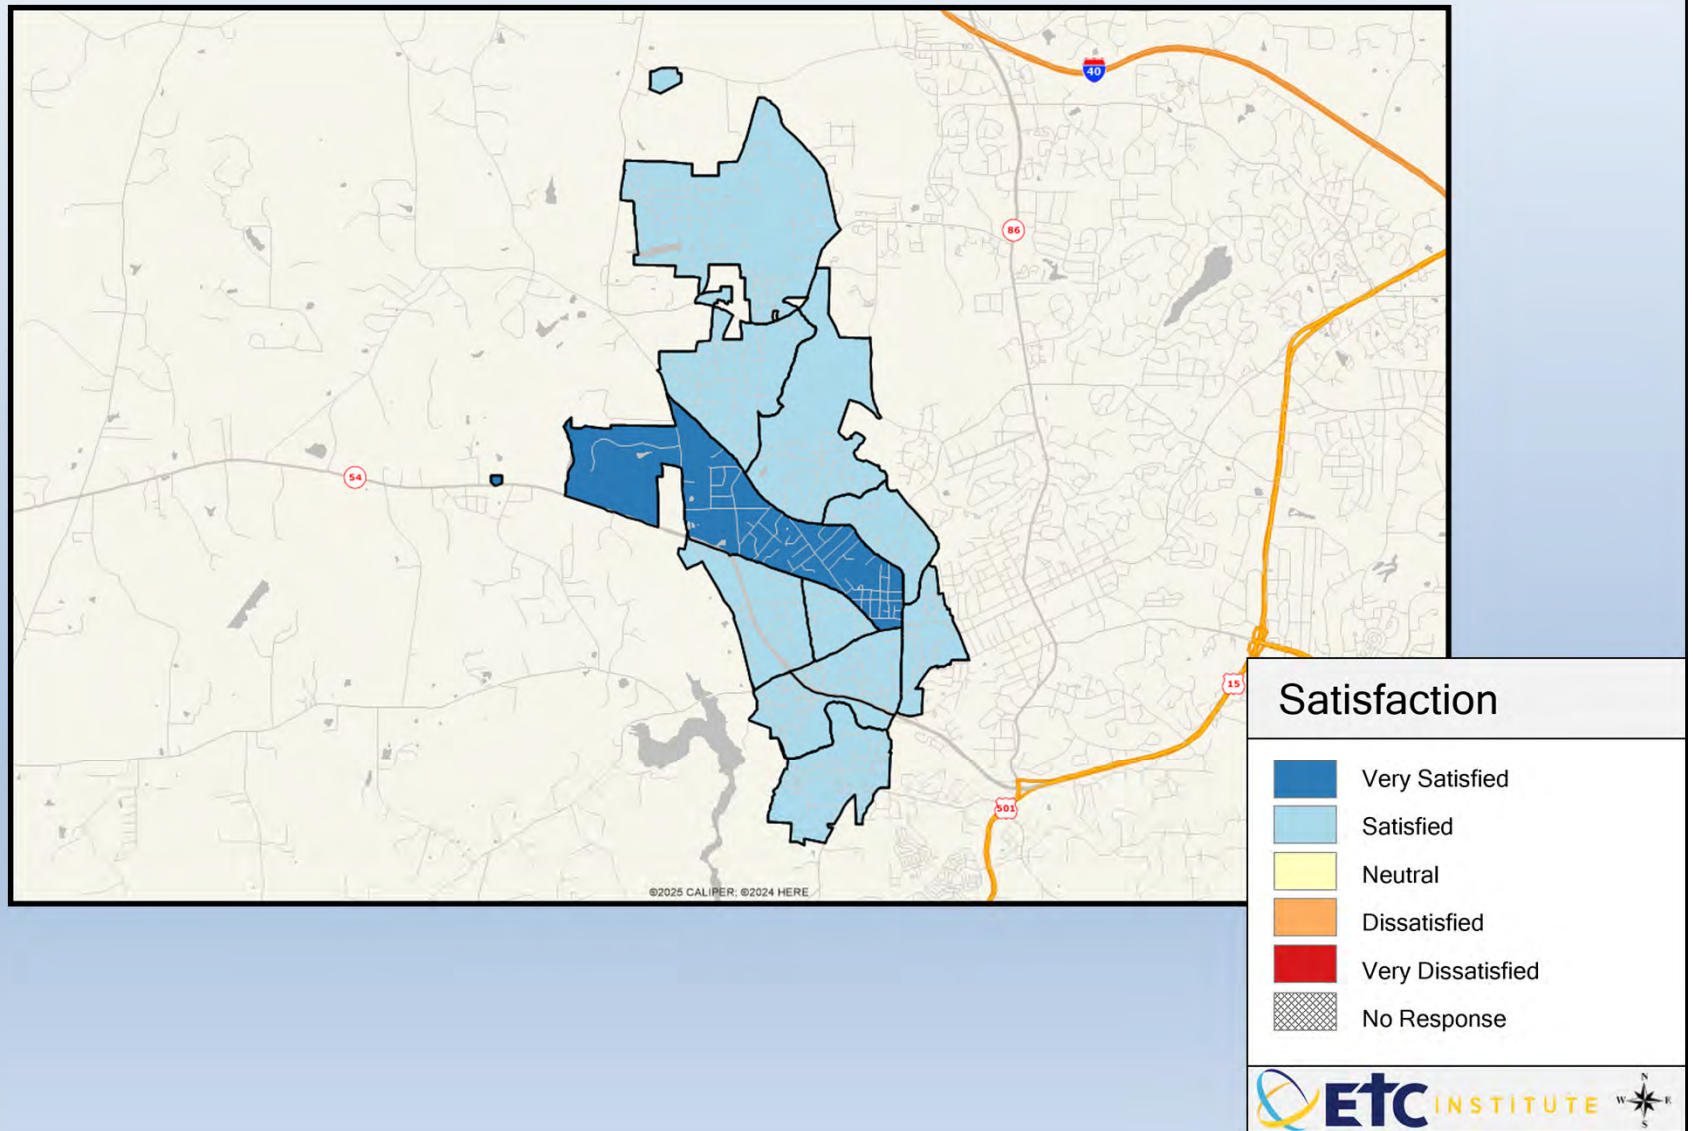 40
86
54
15
501
©2025 CALIPER; ©2024 HERE
Satisfaction
Very Satisfied
Satisfied
Neutral
Dissatisfied
Very Dissatisfied
No Response
ETC INSTITUTE
N
W E
S